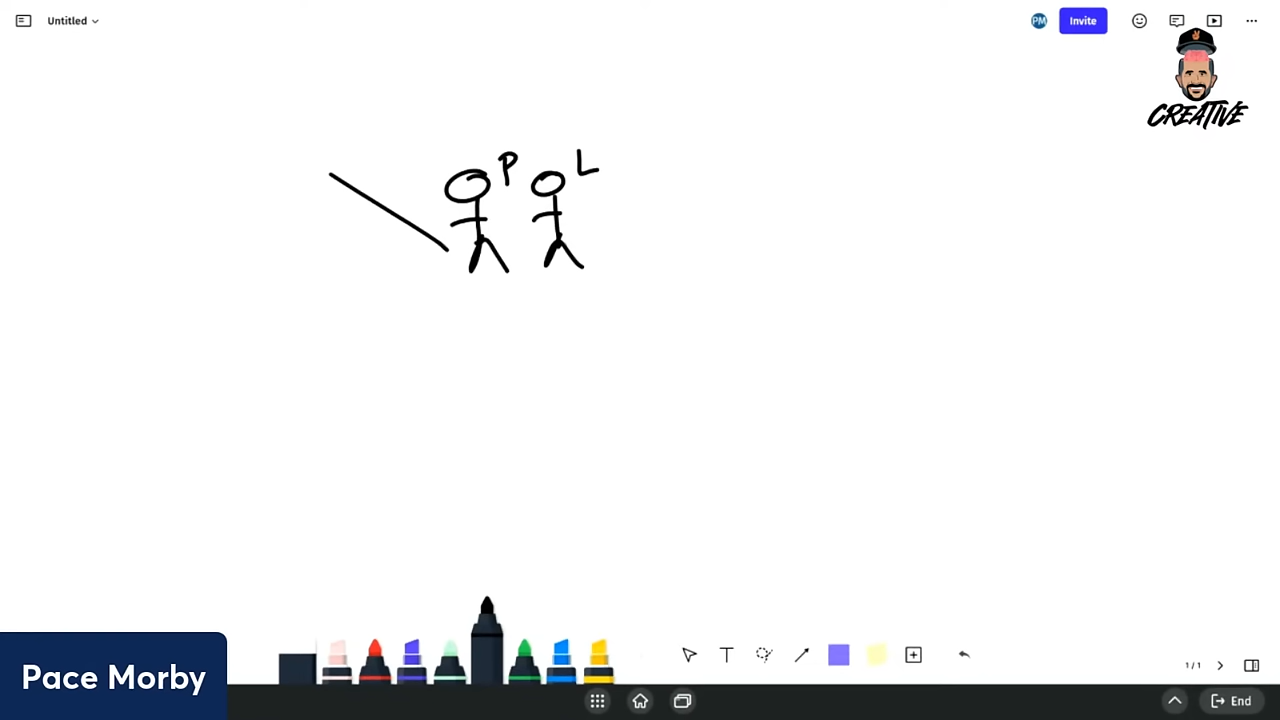 Untitled
PM
Invite
CREATIVE
P
L
1/1
End
Pace Morby